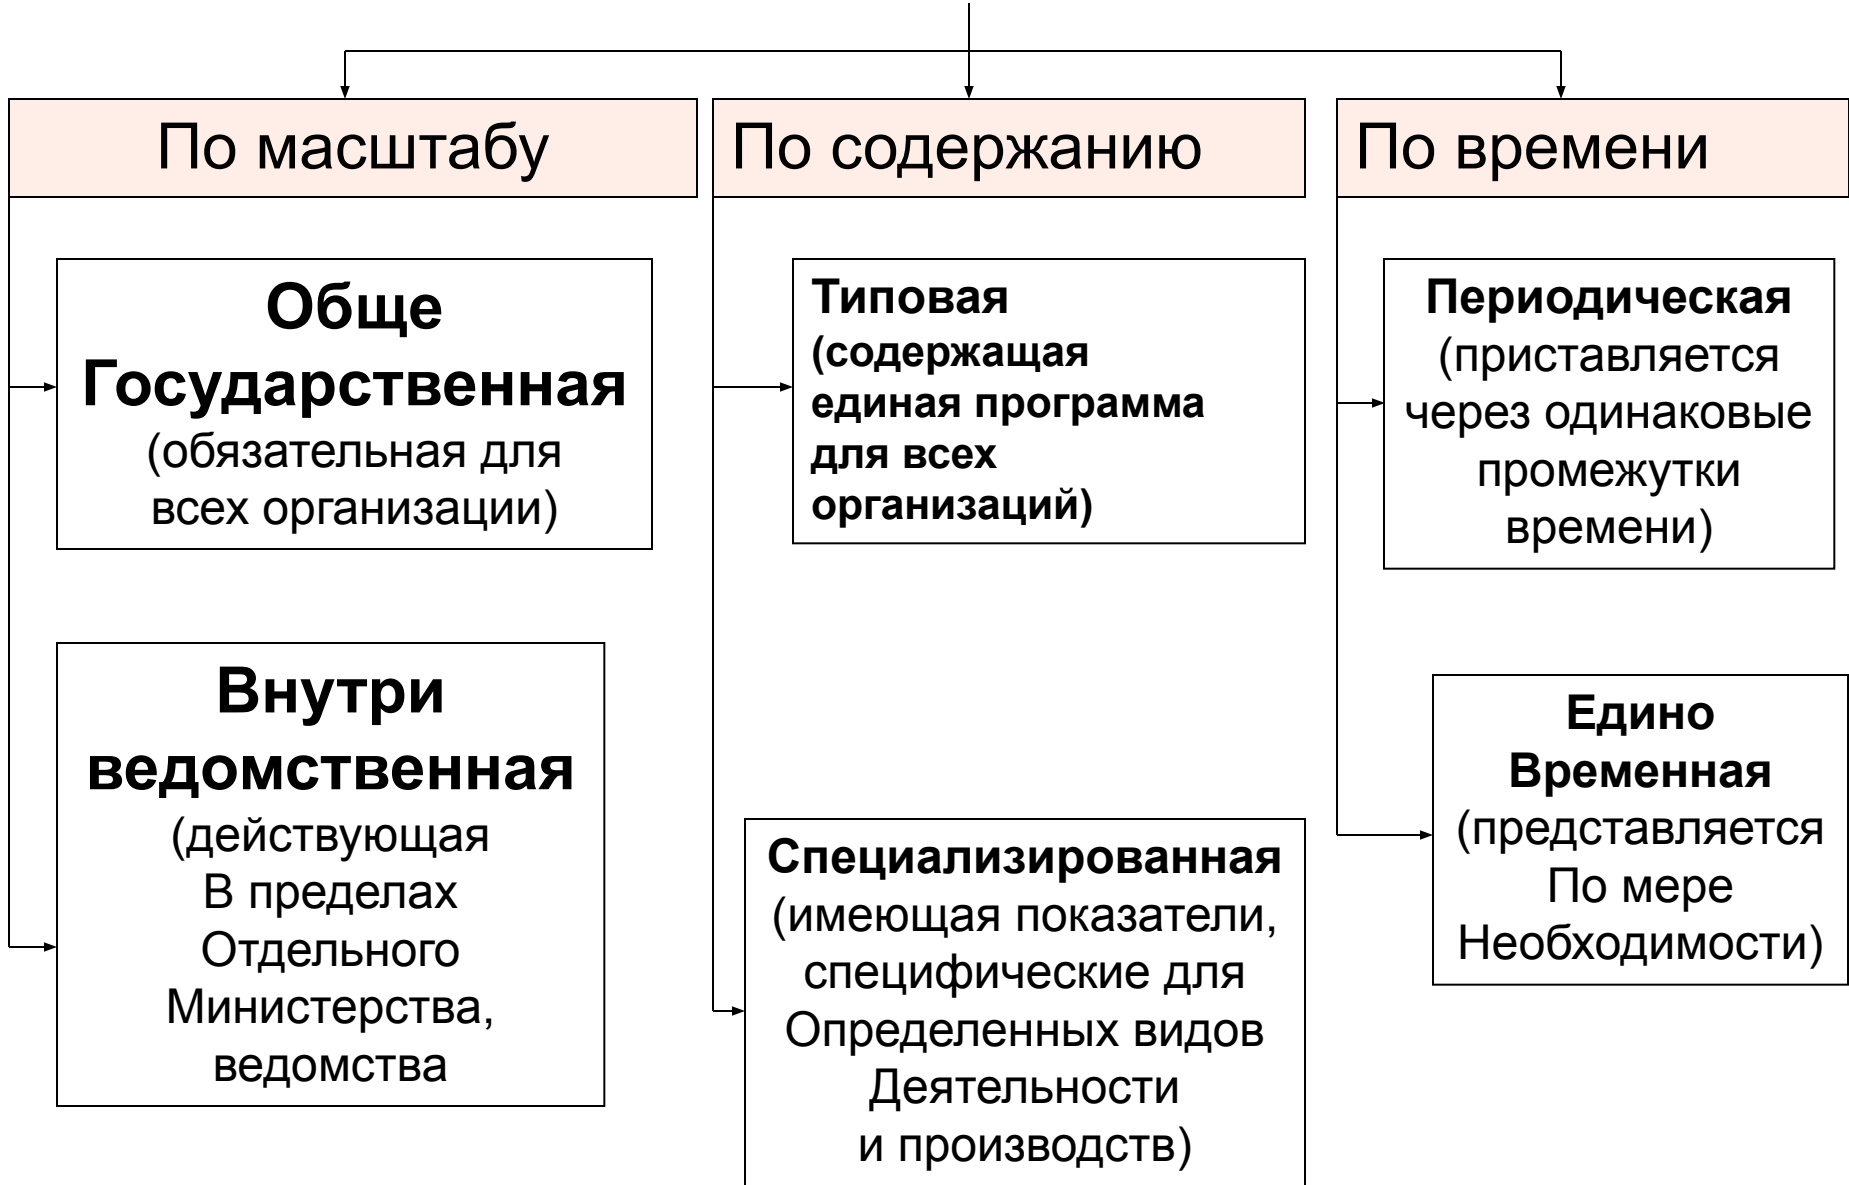 По масштабу
Обще
Государственная
(обязательная для
всех организации)
Внутри
ведомственная
(действующая
В пределах
Отдельного
Министерства,
ведомства
По содержанию
Типовая
(содержащая
единая программа
для всех
организаций)
Специализированная
(имеющая показатели,
специфические для
Определенных видов
Деятельности
и производств)
По времени
Периодическая
(приставляется
через одинаковые
промежутки
времени)
Едино
Временная
(представляется
По мере
Необходимости)